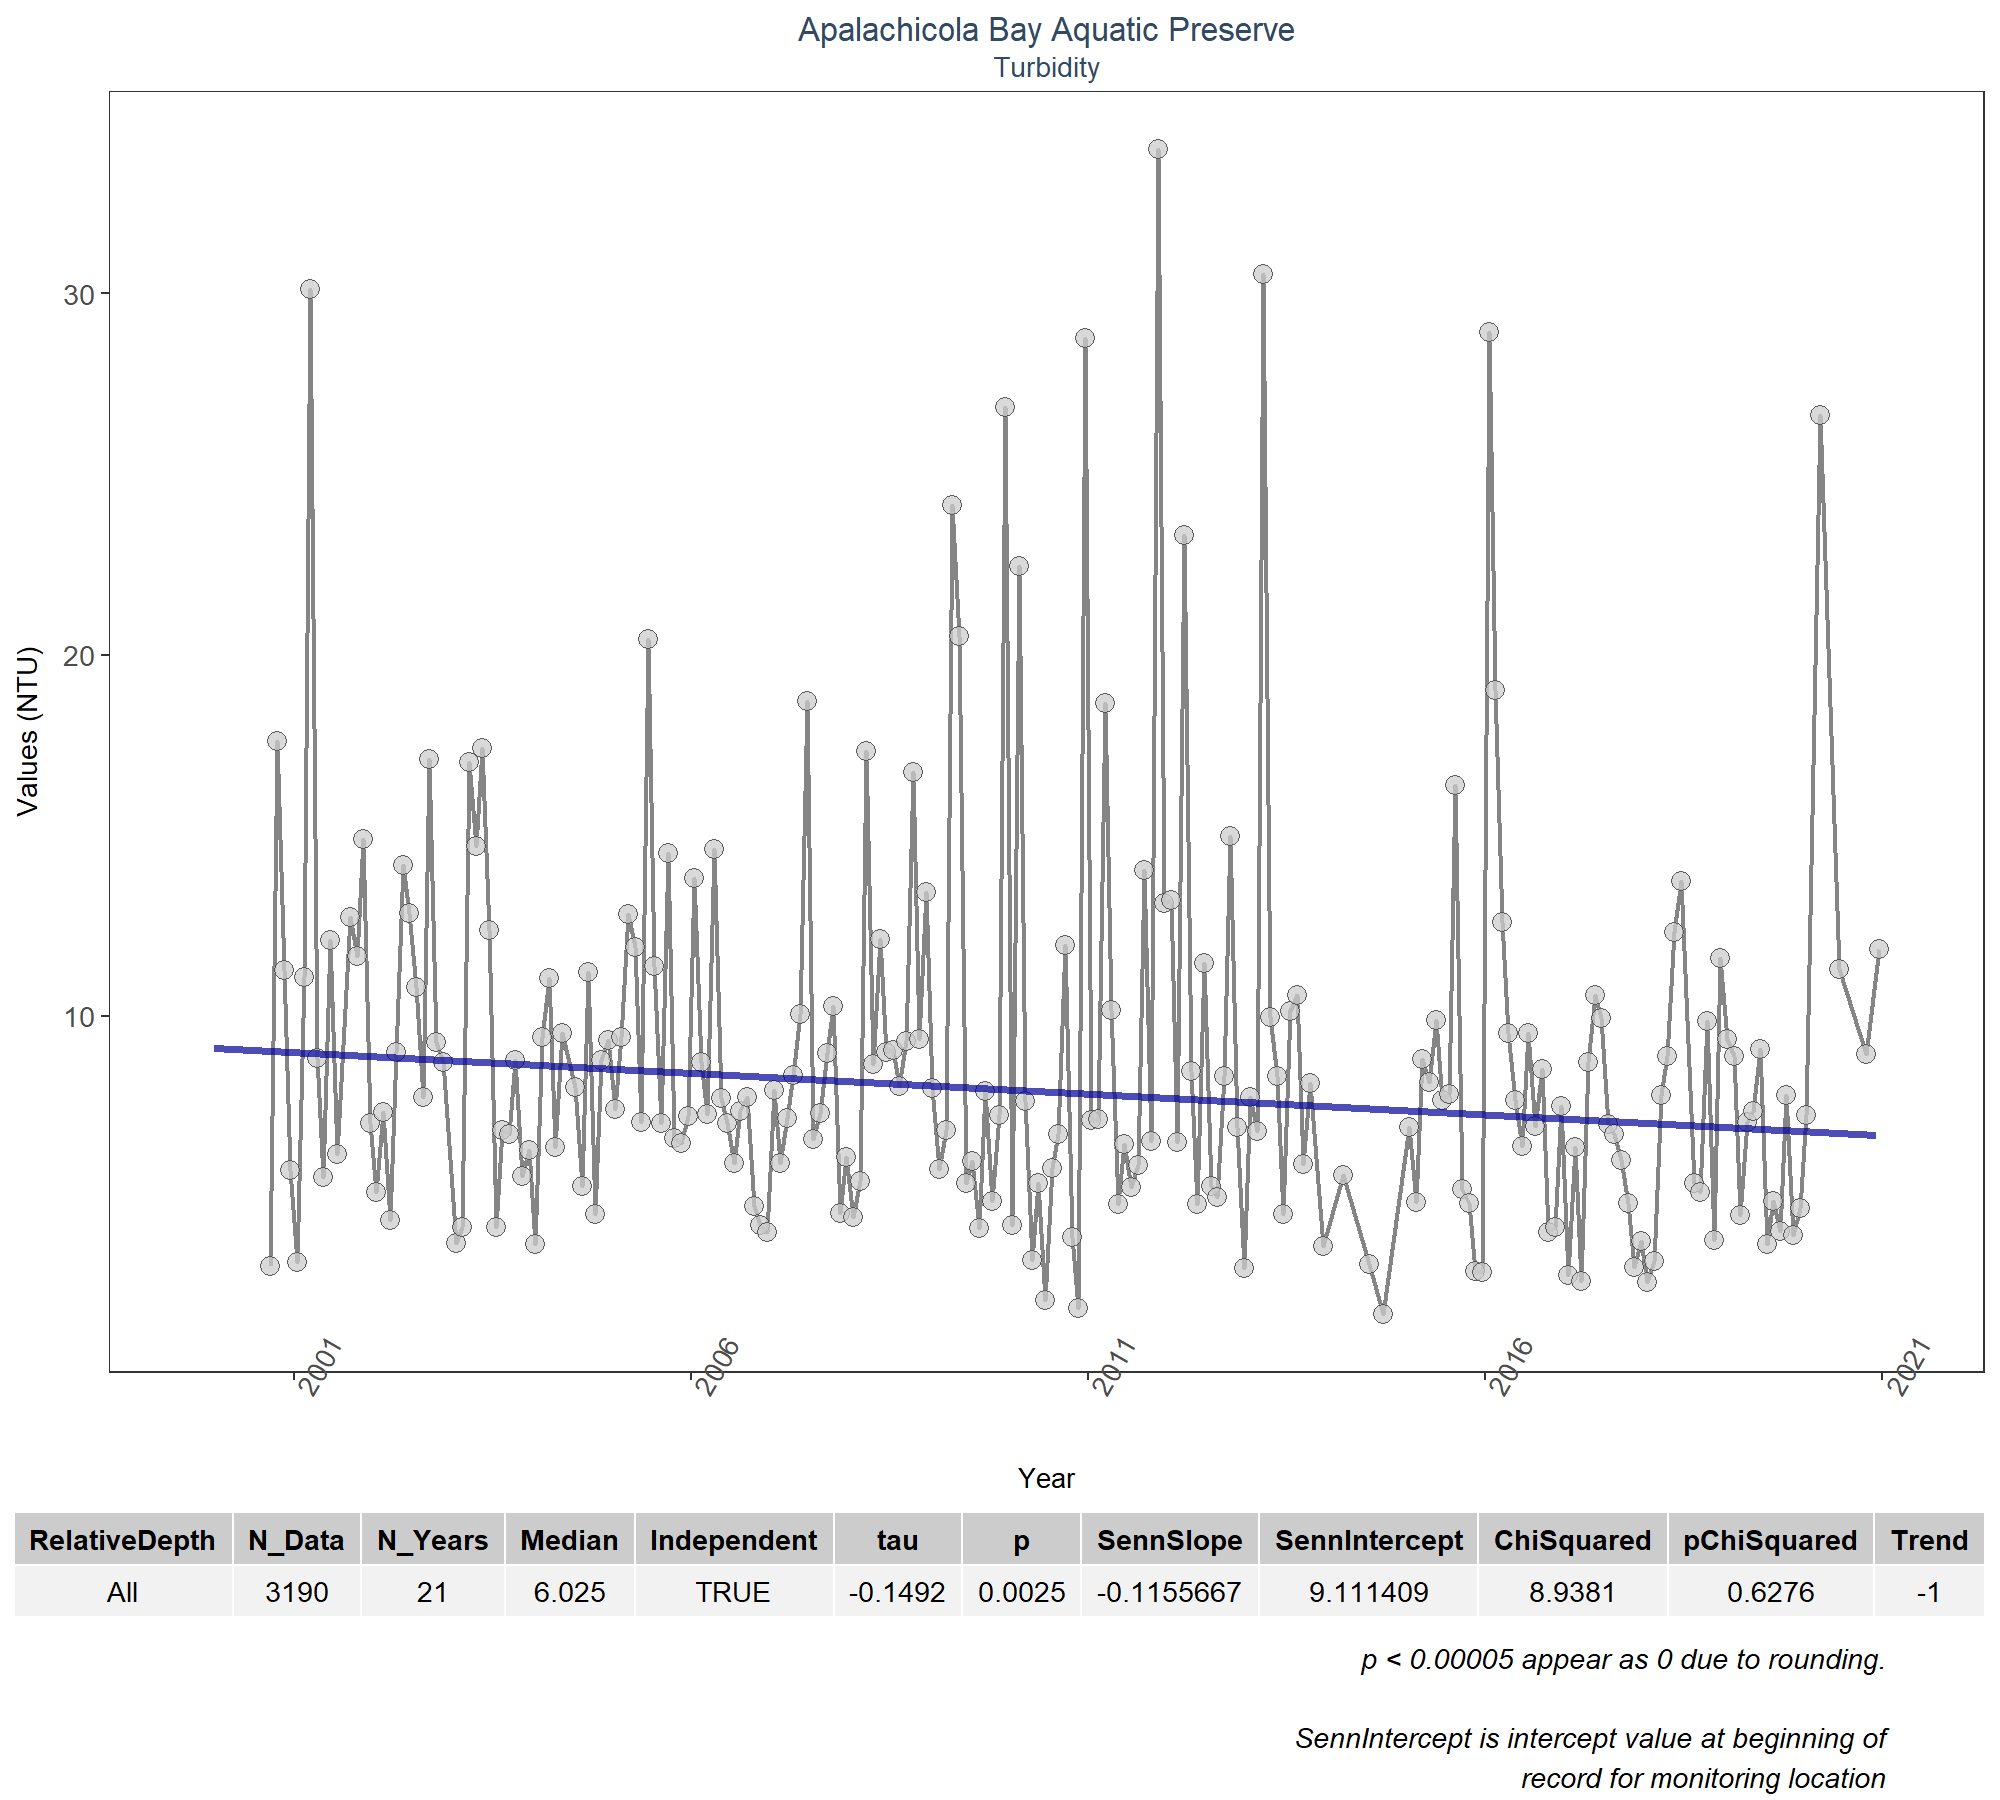 Apalachicola Bay Aquatic Preserve
Turbidity
Values (NTU)
30
20
10
2001
2006
2011
2016
2021
Year
RelativeDepth N_Data N_Years Median Independent tau p SennSlope SennIntercept ChiSquared pChiSquared Trend
All 3190 21 6.025 TRUE -0.1492 0.0025 -0.1155667 9.111409 8.9381 0.6276 -1
p < 0.00005 appear as 0 due to rounding.
SennIntercept is intercept value at beginning of
record for monitoring location